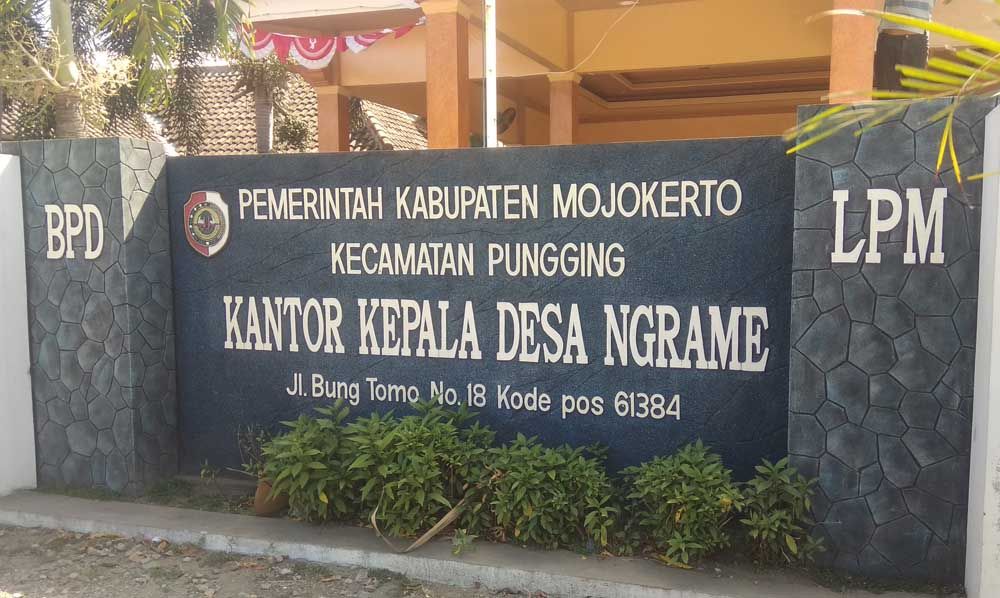 BPD
PEMERINTAH KABUPATEN MOJOKERTO
KECAMATAN PUNGGING
KANTOR KEPALA DESA NGRAME
Jl. Bung Tomo No. 18 Kode pos 61384
LPM